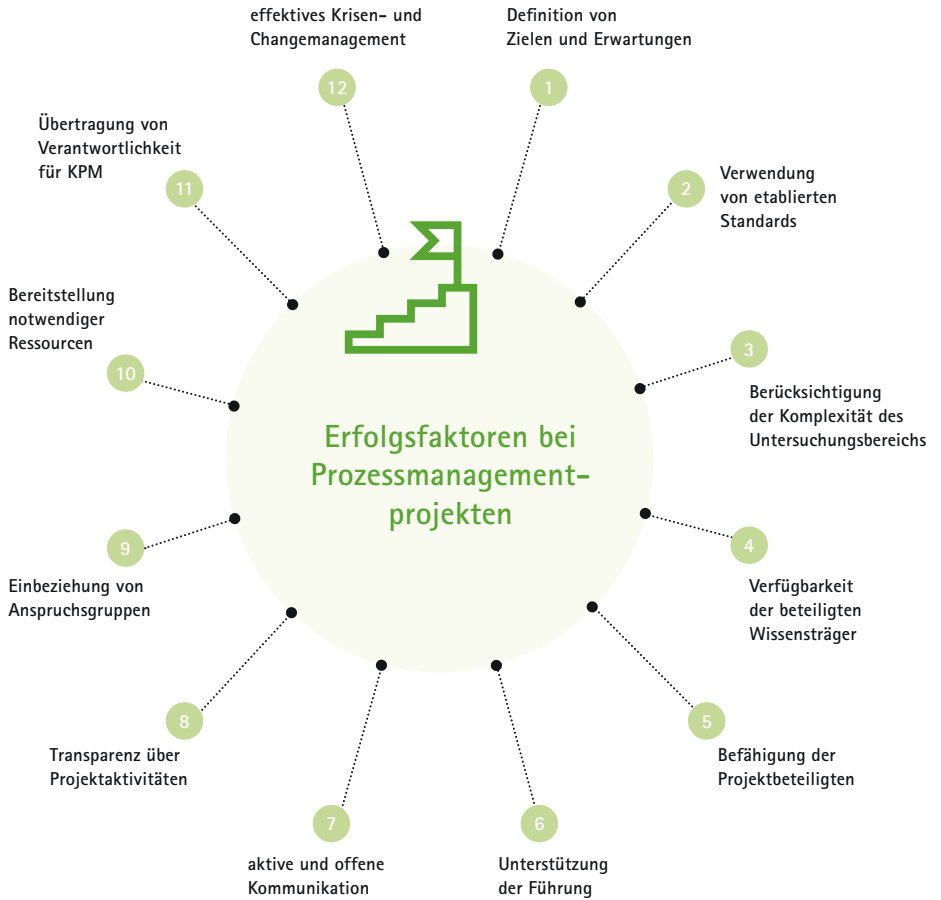 Erfolgsfaktoren bei
Prozessmanagement-
projekten
1
Definition von
Zielen und Erwartungen
2
Verwendung
von etablierten
Standards
3
Berücksichtigung
der Komplexität des
Untersuchungsbereichs
4
Verfügbarkeit
der beteiligten
Wissensträger
5
Befähigung der
Projektbeteiligten
6
Unterstützung
der Führung
7
aktive und offene
Kommunikation
8
Transparenz über
Projektaktivitäten
9
Einbeziehung von
Anspruchsgruppen
10
Bereitstellung
notwendiger
Ressourcen
11
Übertragung von
Verantwortlichkeit
für KPM
12
effektives Krisen- und
Changemanagement